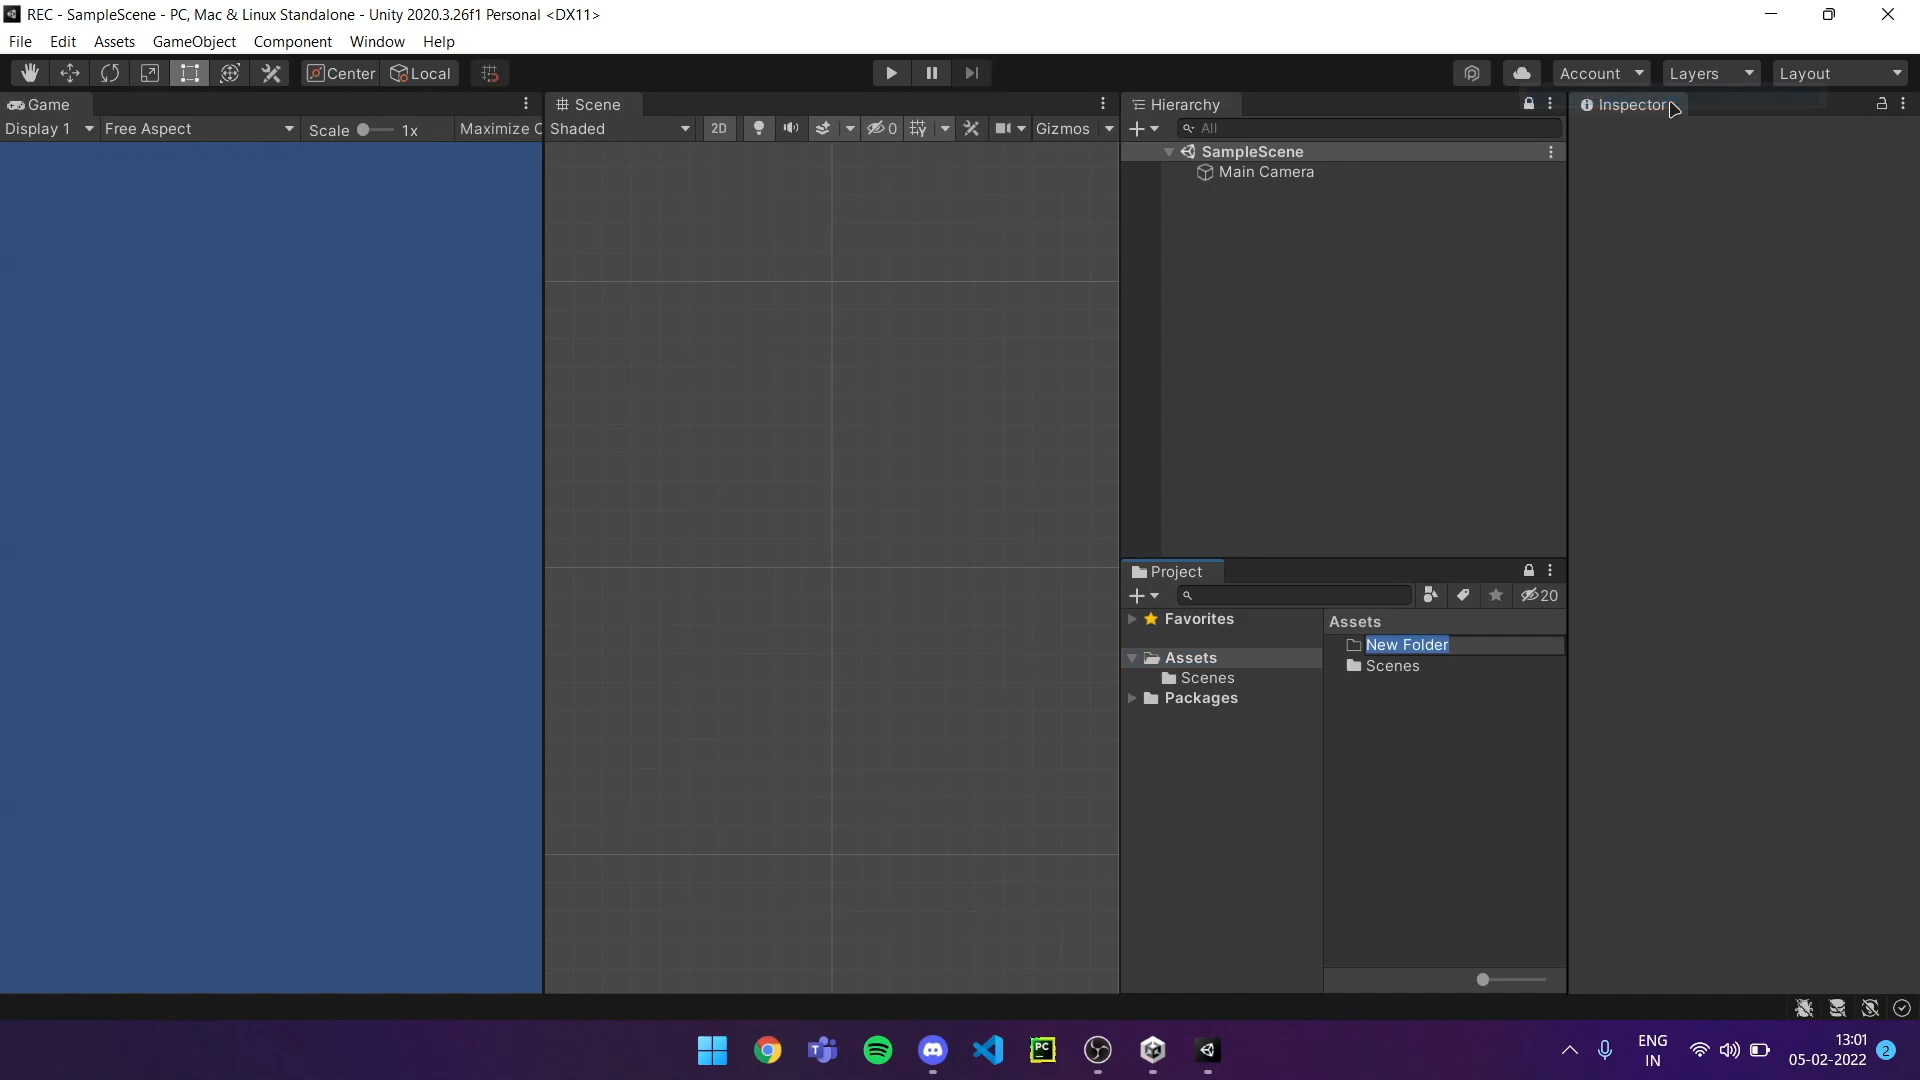 REC - SampleScene - PC, Mac & Linux Standalone - Unity 2020.3.26f1 Personal <DX11>
File Edit Assets GameObject Component Window Help
Center Local Account Layers Layout
Game Scene Hierarchy Inspector
Display 1 Free Aspect Scale 1x Maximize Shaded 2D 0 Gizmos All
SampleScene
Main Camera
Project
20
Favorites
Assets
New Folder
Assets
Scenes
Scenes
Packages
PC
ENG
IN
13:01
05-02-2022
2